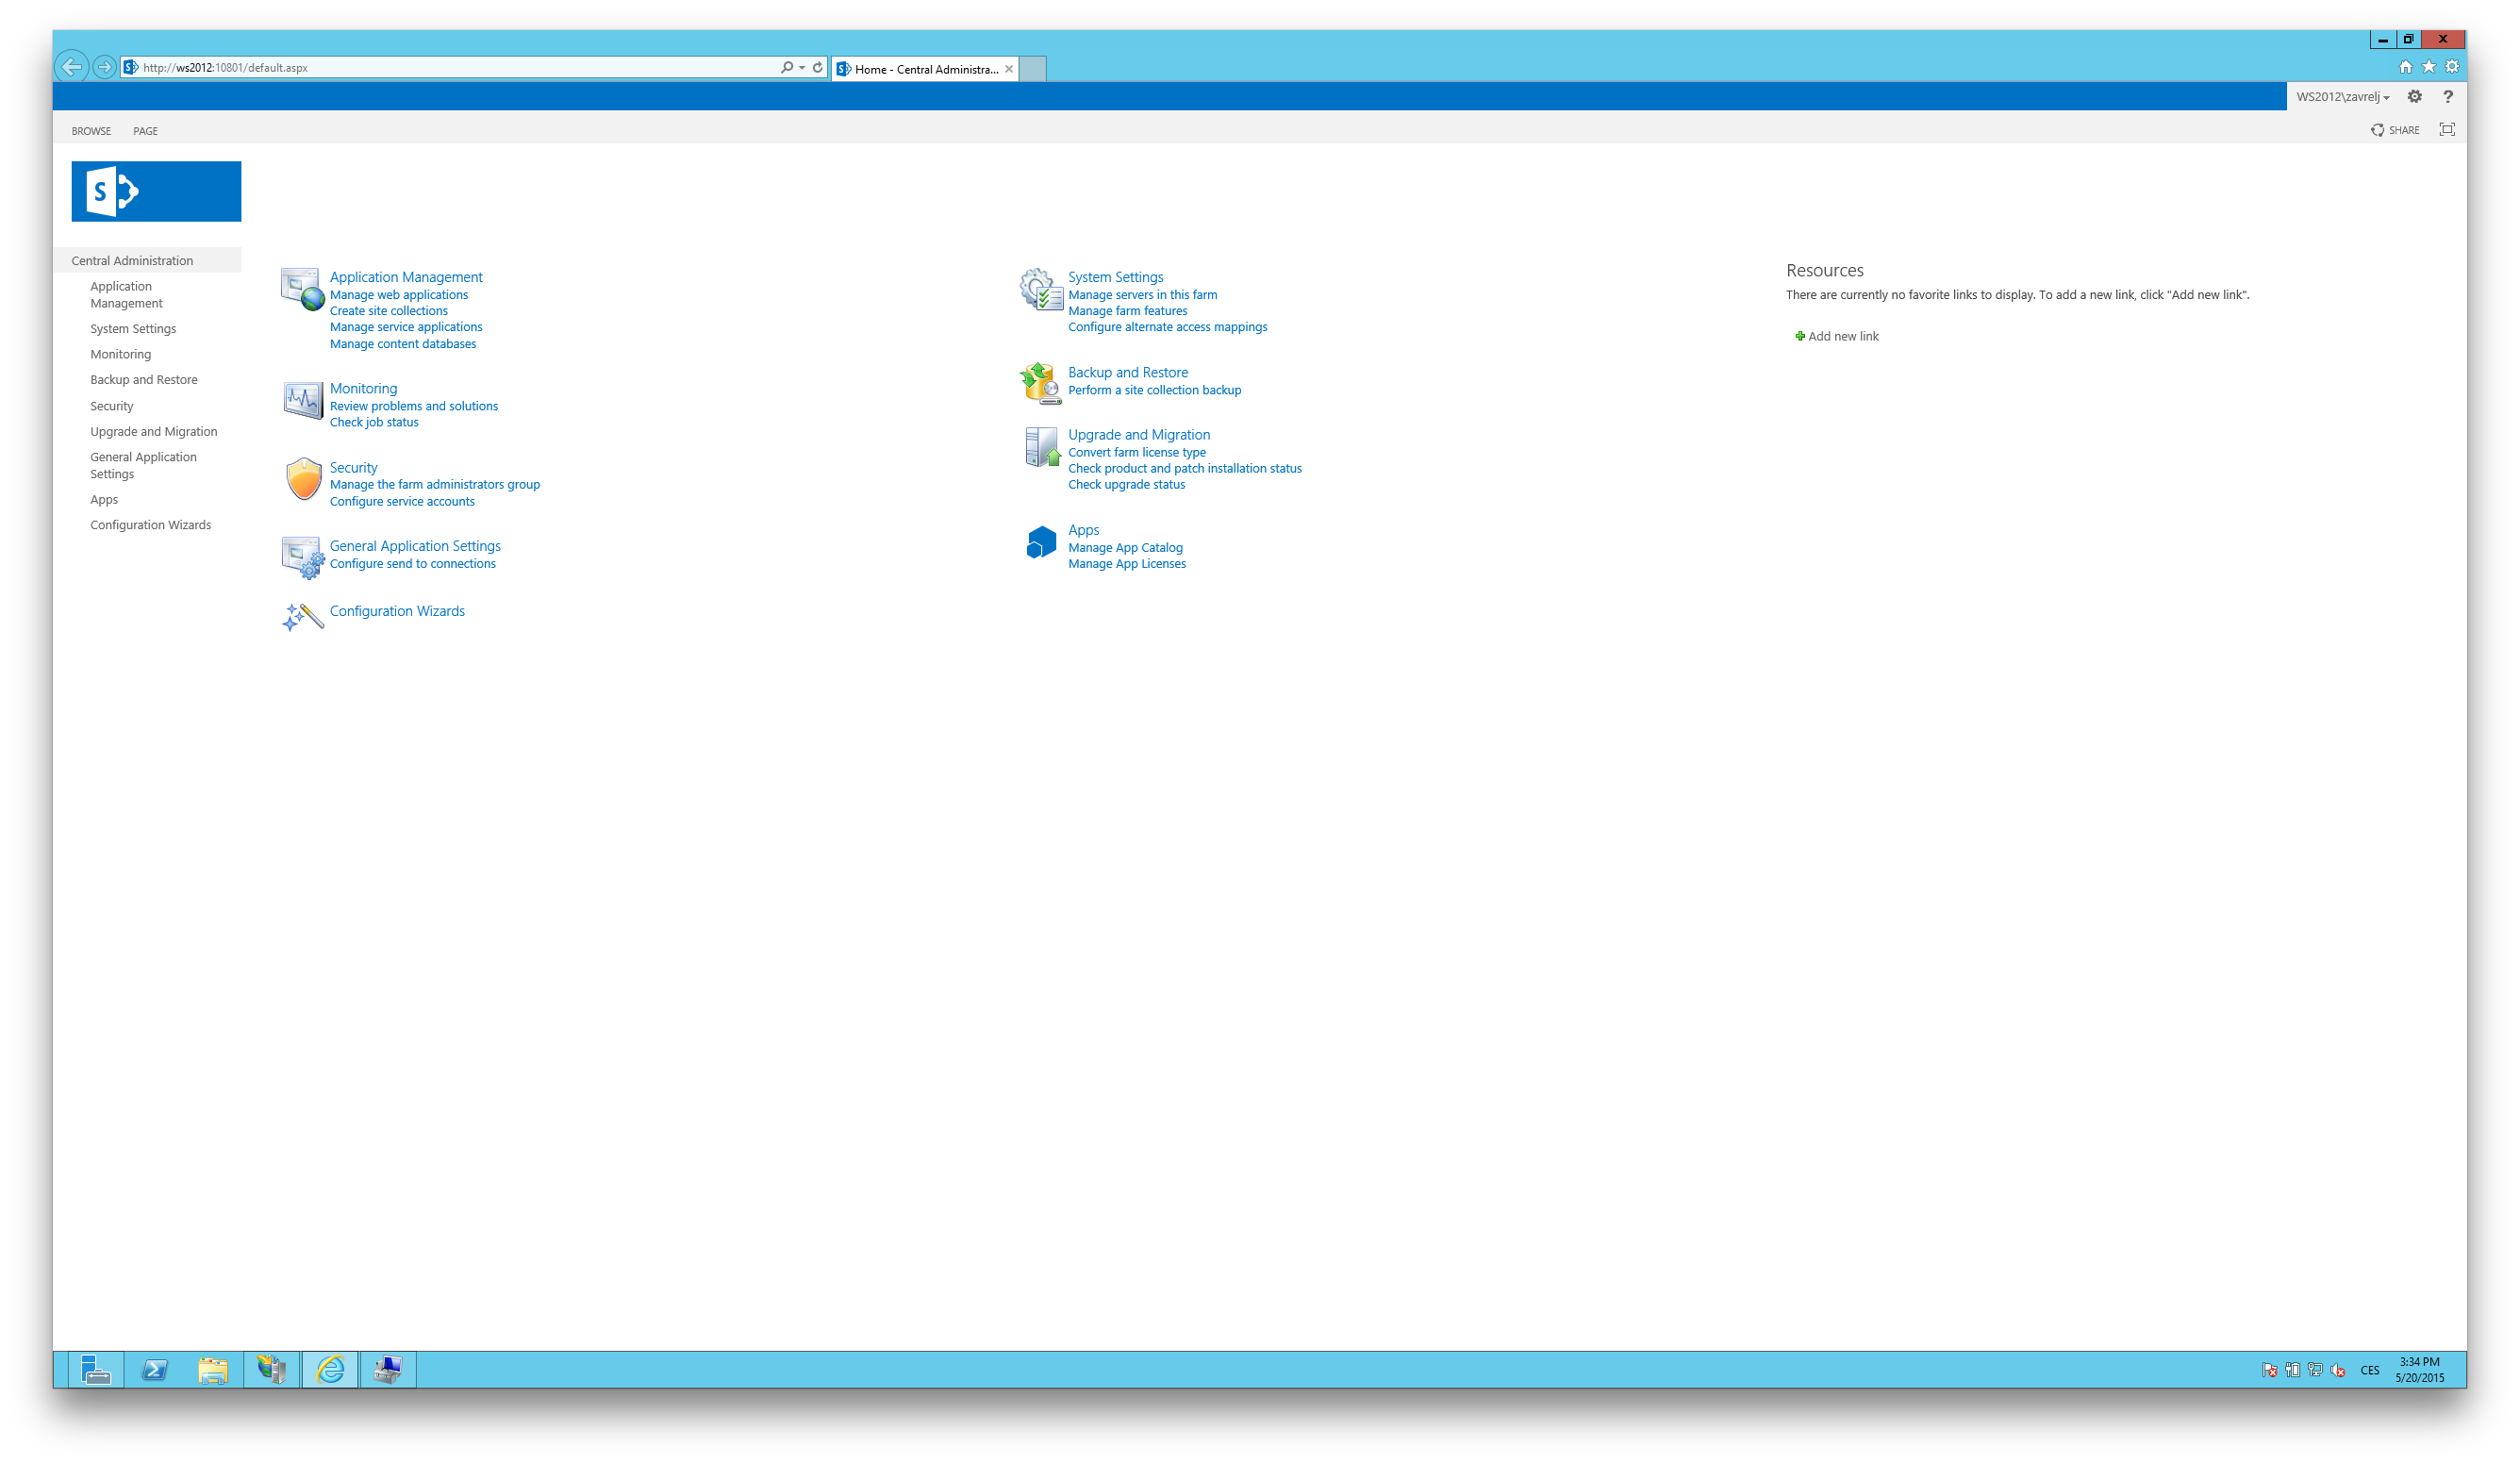 http://ws2012:10801/default.aspx
Home - Central Administra...
WS2012\zavrelj
?
BROWSE PAGE
SHARE
S
Central Administration
Application
Management
System Settings
Monitoring
Backup and Restore
Security
Upgrade and Migration
General Application
Settings
Apps
Configuration Wizards
Application Management
Manage web applications
Create site collections
Manage service applications
Manage content databases
Monitoring
Review problems and solutions
Check job status
Security
Manage the farm administrators group
Configure service accounts
General Application Settings
Configure send to connections
Configuration Wizards
System Settings
Manage servers in this farm
Manage farm features
Configure alternate access mappings
Backup and Restore
Perform a site collection backup
Upgrade and Migration
Convert farm license type
Check product and patch installation status
Check upgrade status
Apps
Manage App Catalog
Manage App Licenses
Resources
There are currently no favorite links to display. To add a new link, click "Add new link".
Add new link
CES
3:34 PM
5/20/2015